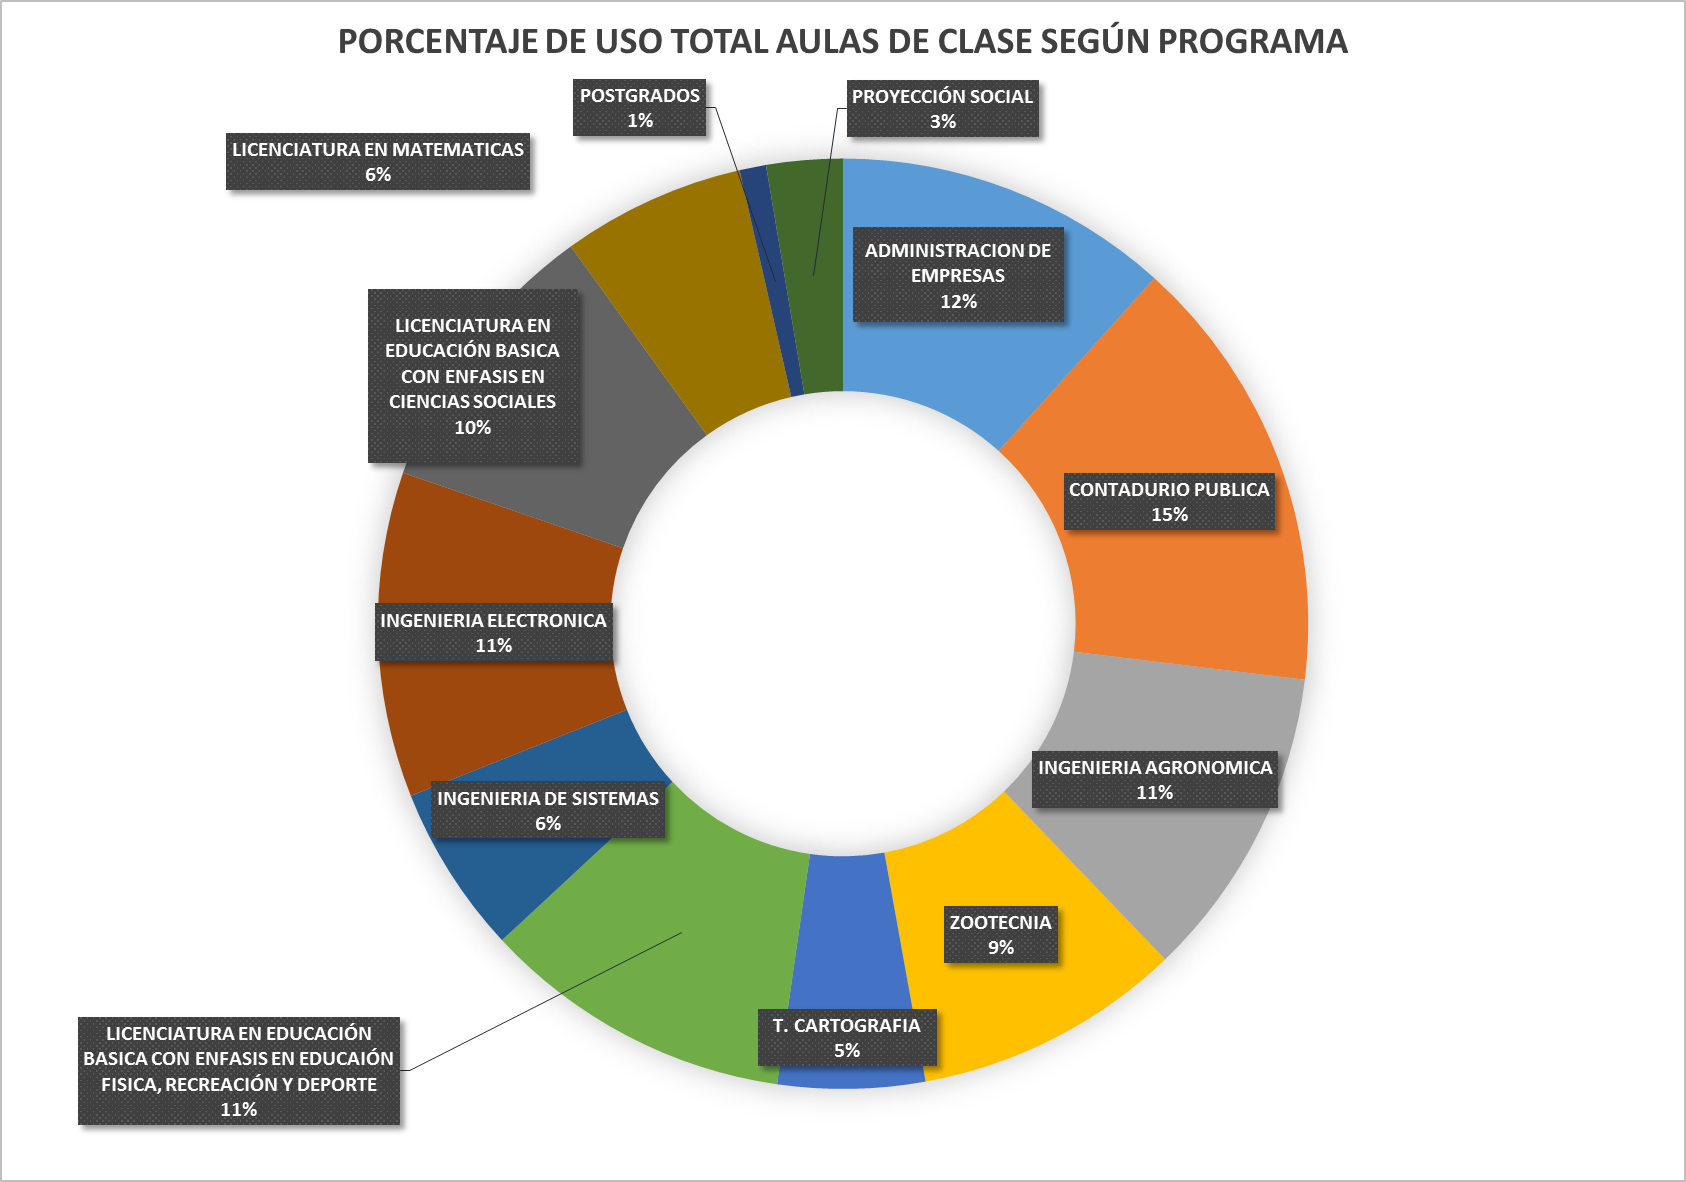 PORCENTAJE DE USO TOTAL AULAS DE CLASE SEGÚN PROGRAMA
POSTGRADOS
1%
PROYECCIÓN SOCIAL
3%
LICENCIATURA EN MATEMATICAS
6%
ADMINISTRACION DE
EMPRESAS
12%
LICENCIATURA EN
EDUCACIÓN BASICA
CON ENFASIS EN
CIENCIAS SOCIALES
10%
CONTADURIO PUBLICA
15%
INGENIERIA ELECTRONICA
11%
INGENIERIA AGRONOMICA
11%
INGENIERIA DE SISTEMAS
6%
ZOOTECNIA
9%
T. CARTOGRAFIA
5%
LICENCIATURA EN EDUCACIÓN
BASICA CON ENFASIS EN EDUCAIÓN
FISICA, RECREACIÓN Y DEPORTE
11%